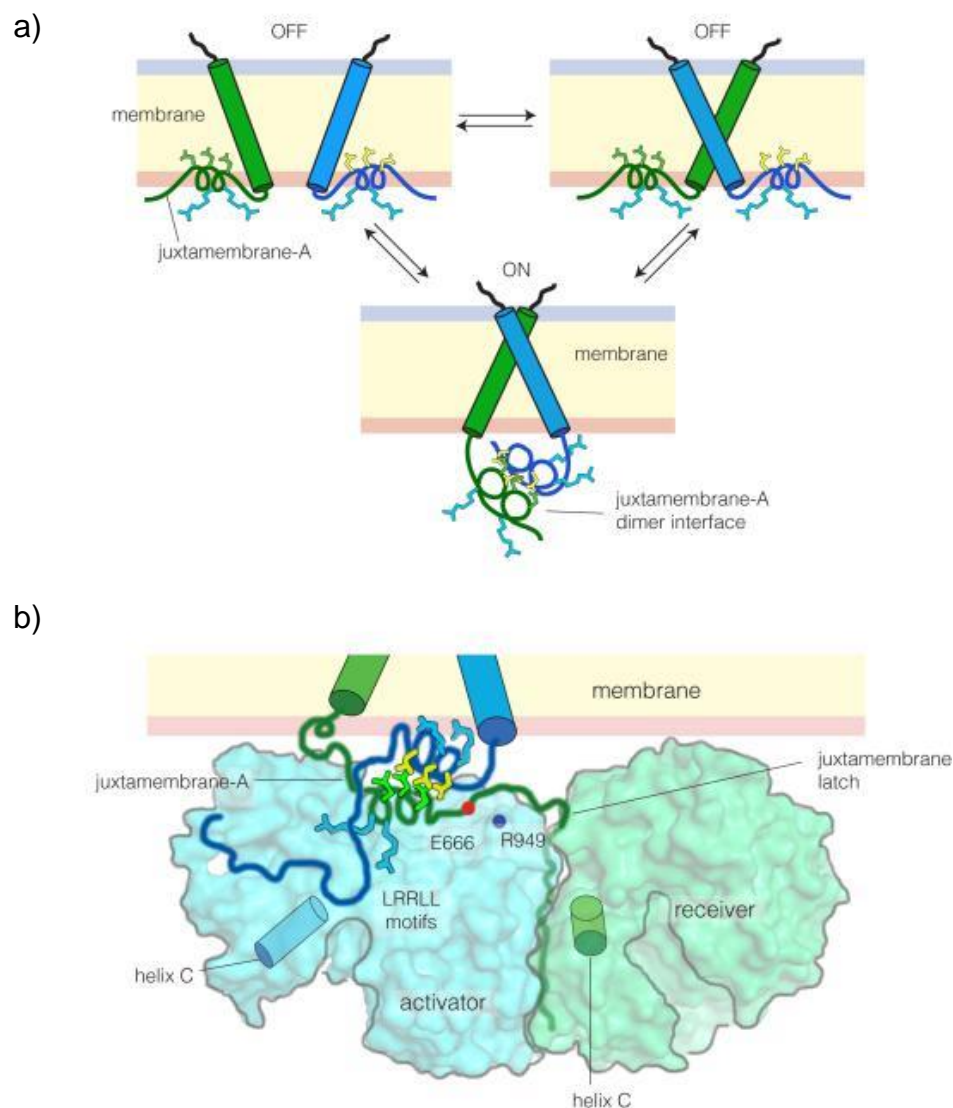 a)
OFF
OFF
membrane
juxtamembrane-A
ON
membrane
juxtamembrane-A
dimer interface
b)
membrane
juxtamembrane-A
juxtamembrane
latch
E666
R949
LRRLL
motifs
receiver
helix C
activator
helix C